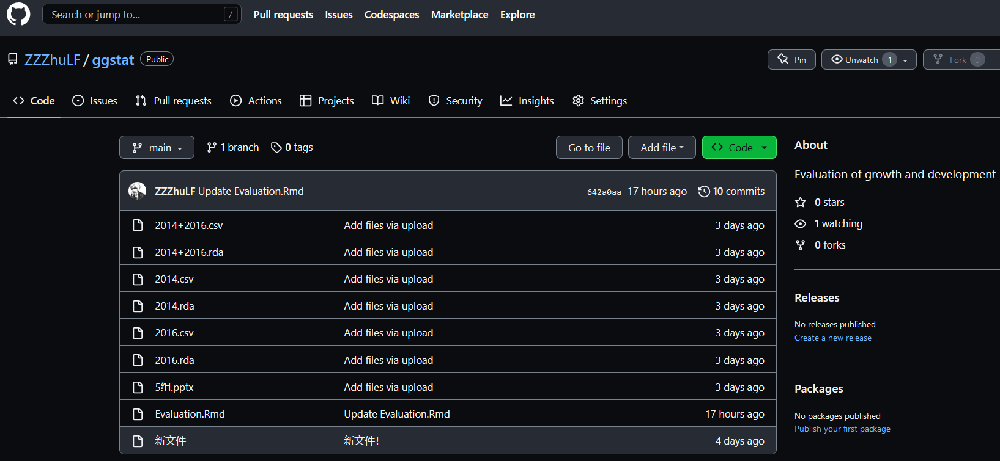 Search or jump to... /
Pull requests Issues Codespaces Marketplace Explore
ZZZhuLF / ggstat Public
Pin Unwatch 1 Fork 0
Code Issues Pull requests Actions Projects Wiki Security Insights Settings
main 1 branch 0 tags Go to file Add file Code
ZZZhuLF Update Evaluation.Rmd 642a0aa 17 hours ago 10 commits
2014+2016.csv Add files via upload 3 days ago
2014+2016.rda Add files via upload 3 days ago
2014.csv Add files via upload 3 days ago
2014.rda Add files via upload 3 days ago
2016.csv Add files via upload 3 days ago
2016.rda Add files via upload 3 days ago
5组.pptx Add files via upload 3 days ago
Evaluation.Rmd Update Evaluation.Rmd 17 hours ago
新文件 新文件! 4 days ago
About
Evaluation of growth and development
0 stars
1 watching
0 forks
Releases
No releases published
Create a new release
Packages
No packages published
Publish your first package